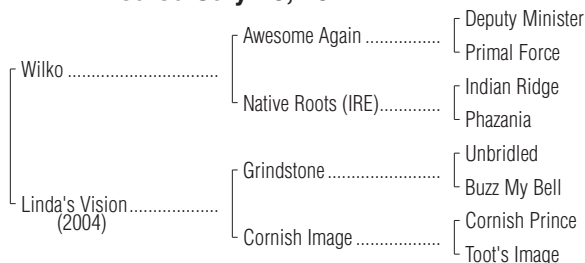 Deputy Minister
Awesome Again ..................
Primal Force
Wilko ....................................
Indian Ridge
Native Roots (IRE)..............
Phazania
Unbridled
Grindstone ...........................
Buzz My Bell
Linda's Vision .....................
(2004)
Cornish Prince
Cornish Image .....................
Toot's Image